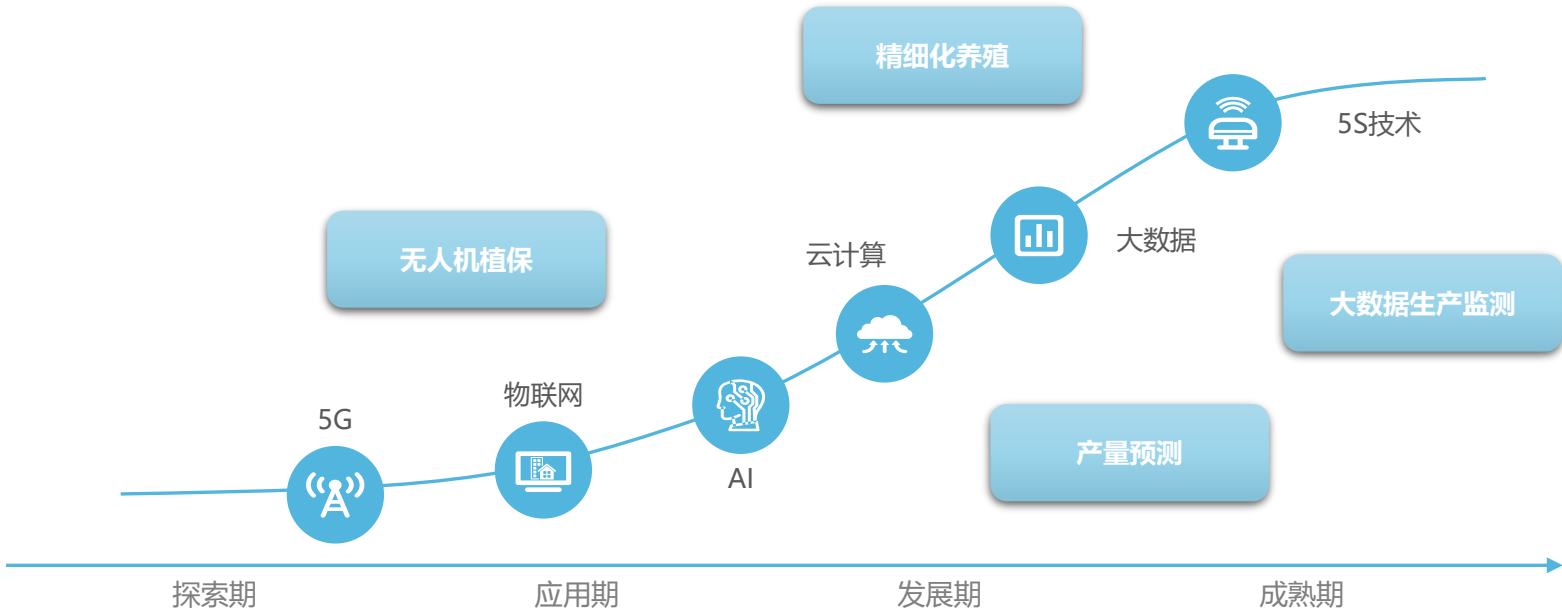 精细化养殖
5S技术
无人机植保
云计算
大数据
大数据生产监测
物联网
5G
产量预测
AI
探索期
应用期
发展期
成熟期